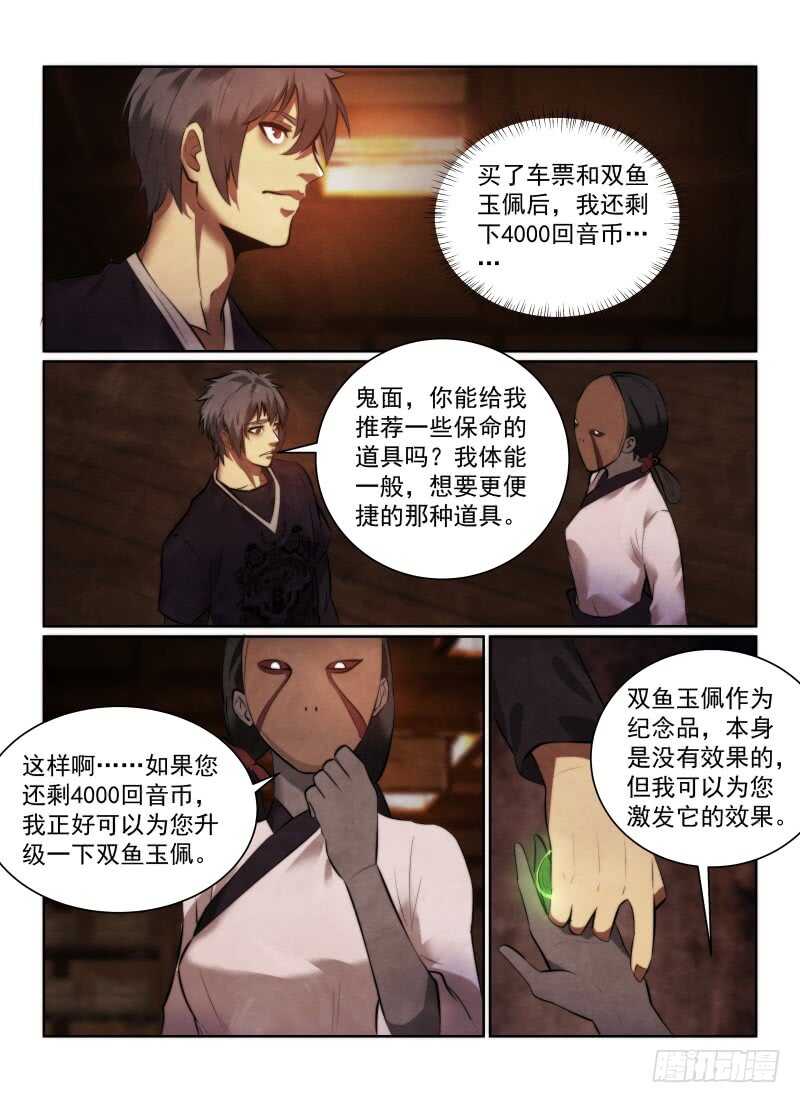 买了车票和双鱼
玉佩后，我还剩
下4000回音币……
……
鬼面，你能给我
推荐一些保命的
道具吗？我体能
一般，想要更便
捷的那种道具。
这样啊……如果您
还剩4000回音币，
我正好可以为您升
级一下双鱼玉佩。
双鱼玉佩作为
纪念品，本身
是没有效果的，
但我可以为您
激发它的效果。
腾讯动漫